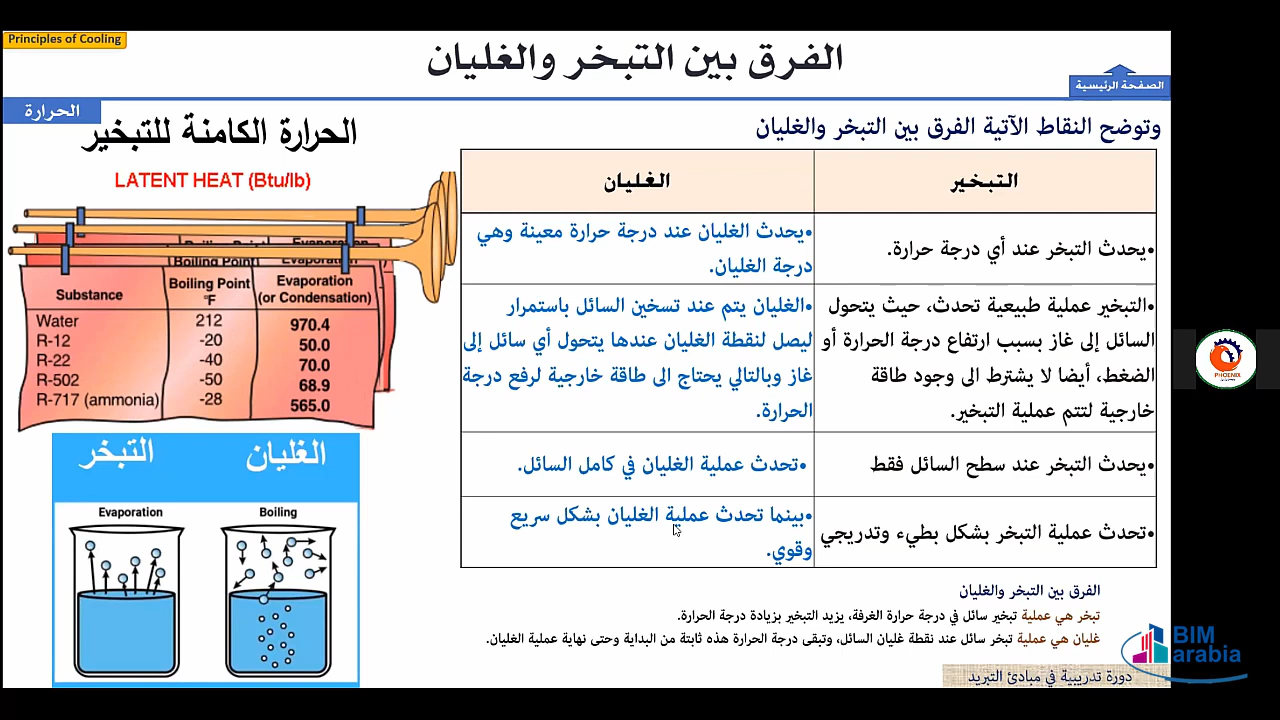 Principles of Cooling
الفرق بين التبخر والغليان
الصفحة الرئيسية
الحرارة
وتوضح النقاط الآتية الفرق بين التبخر والغليان
التبخير
الغليان
•يحدث التبخر عند أي درجة حرارة.
•يحدث الغليان عند درجة حرارة معينة وهي
درجة الغليان.
•التبخير عملية طبيعية تحدث، حيث يتحول
السائل إلى غاز بسبب ارتفاع درجة الحرارة أو
الضغط، أيضا لا يشترط الى وجود طاقة
خارجية لتتم عملية التبخير.
•الغليان يتم عند تسخين السائل باستمرار
ليصل لنقطة الغليان عندها يتحول أي سائل إلى
غاز وبالتالي يحتاج الى طاقة خارجية لرفع درجة
الحرارة.
•يحدث التبخر عند سطح السائل فقط
•تحدث عملية الغليان في كامل السائل.
•تحدث عملية التبخر بشكل بطيء وتدريجي
•بينما تحدث عملية الغليان بشكل سريع
وقوي.
الفرق بين التبخر والغليان
تبخر هي عملية تبخير سائل في درجة حرارة الغرفة، يزيد التبخير بزيادة درجة الحرارة.
غليان هي عملية تبخر سائل عند نقطة غليان السائل، وتبقى درجة الحرارة هذه ثابتة من البداية وحتى نهاية عملية الغليان.
الحرارة الكامنة للتبخير
LATENT HEAT (Btu/lb)
Substance Boiling Point °F Evaporation (or Condensation)
Water 212 970.4
R-12 -20 50.0
R-22 -40 70.0
R-502 -50 68.9
R-717 (ammonia) -28 565.0
التبخر الغليان
Evaporation Boiling
PHOENIX
BIM
arabia
دورة تدريبية في مبادئ التبريد